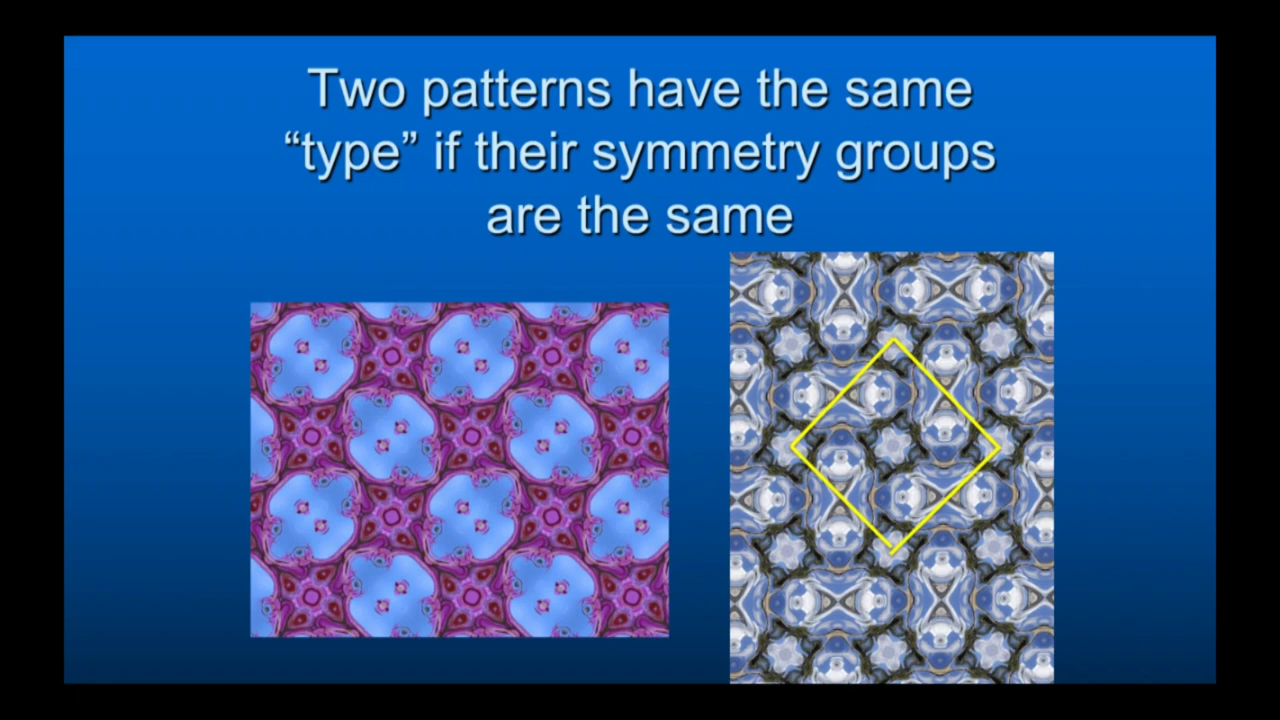 Two patterns have the same
“type” if their symmetry groups
are the same